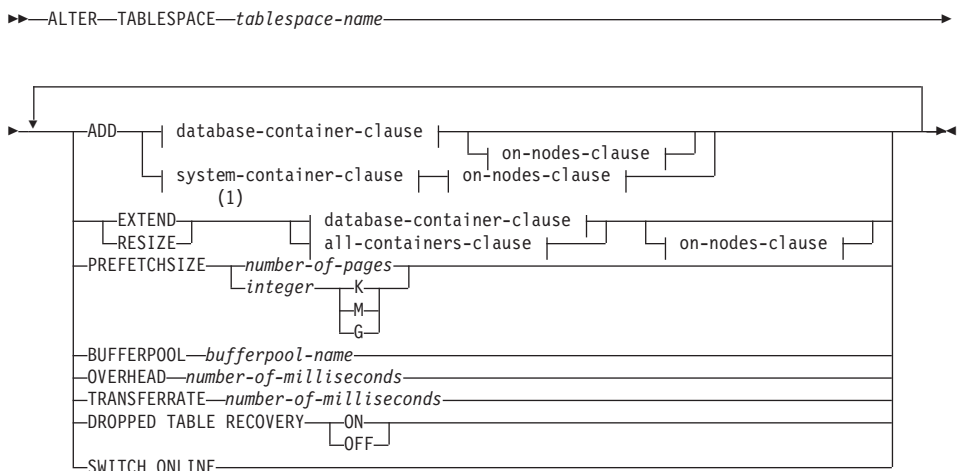 ALTER TABLESPACE tablespace-name
ADD database-container-clause
on-nodes-clause
system-container-clause on-nodes-clause
(1)
EXTEND database-container-clause
RESIZE all-containers-clause on-nodes-clause
PREFETCHSIZE number-of-pages
integer K
M
G
BUFFERPOOL bufferpool-name
OVERHEAD number-of-milliseconds
TRANSFERRATE number-of-milliseconds
DROPPED TABLE RECOVERY ON
OFF
SWITCH ONLINE